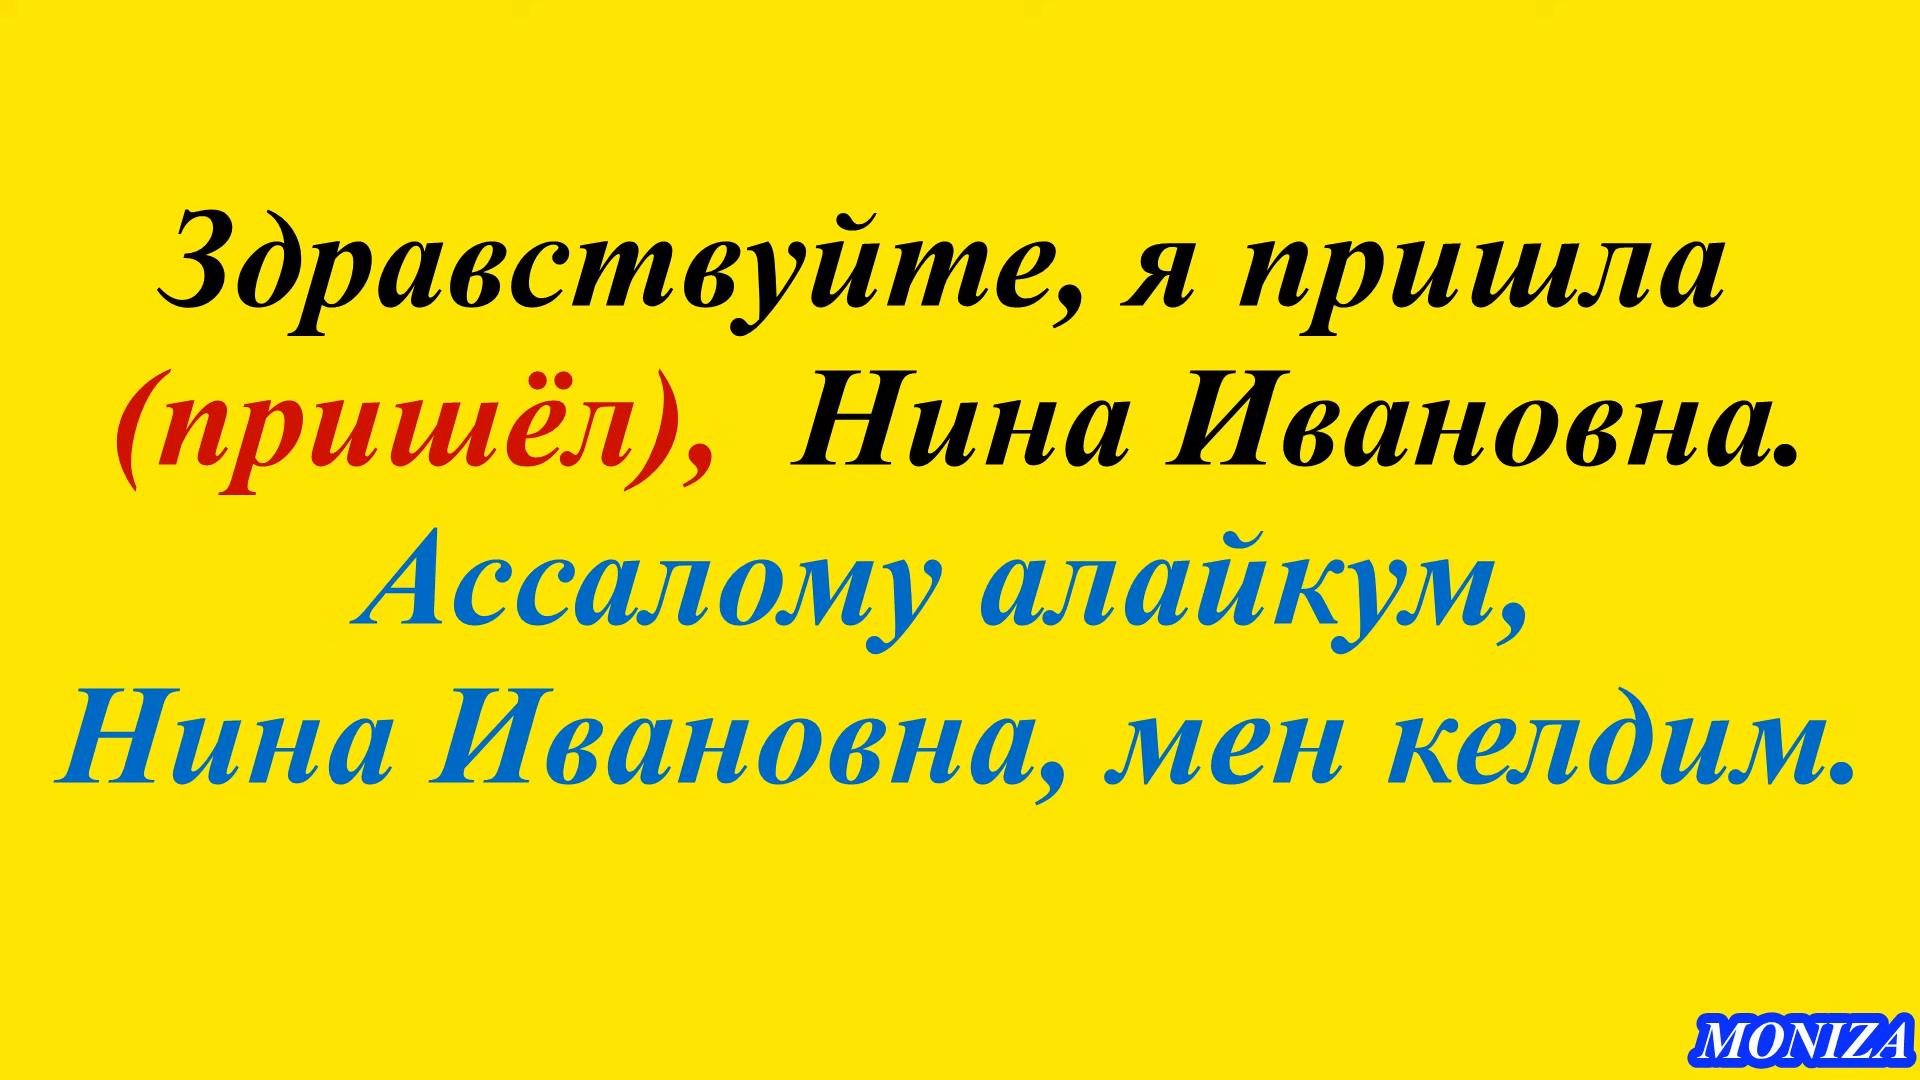 Здравствуйте, я пришла
(пришёл), Нина Ивановна.
Ассалому алайкум,
Нина Ивановна, мен келдим.
MONIZA